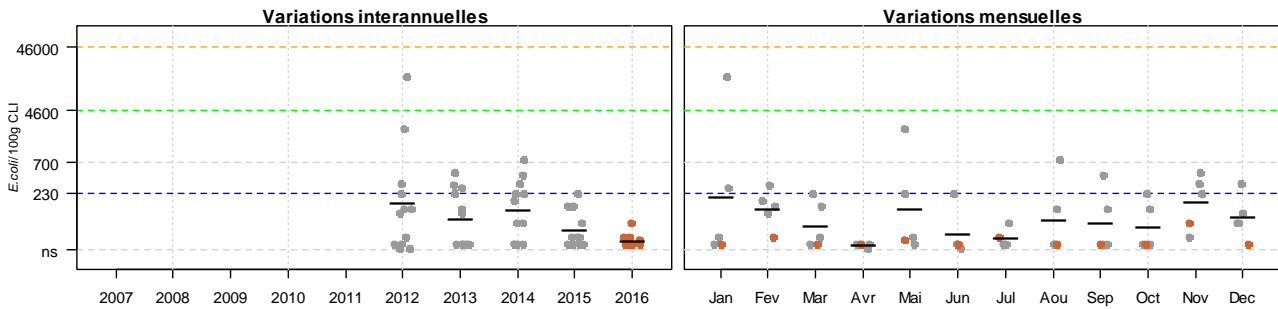 Variations interannuelles
Variations mensuelles
E.coli/100g CLI
46000
4600
700
230
ns
2007 2008 2009 2010 2011 2012 2013 2014 2015 2016
Jan Fev Mar Avr Mai Jun Jul Aou Sep Oct Nov Dec